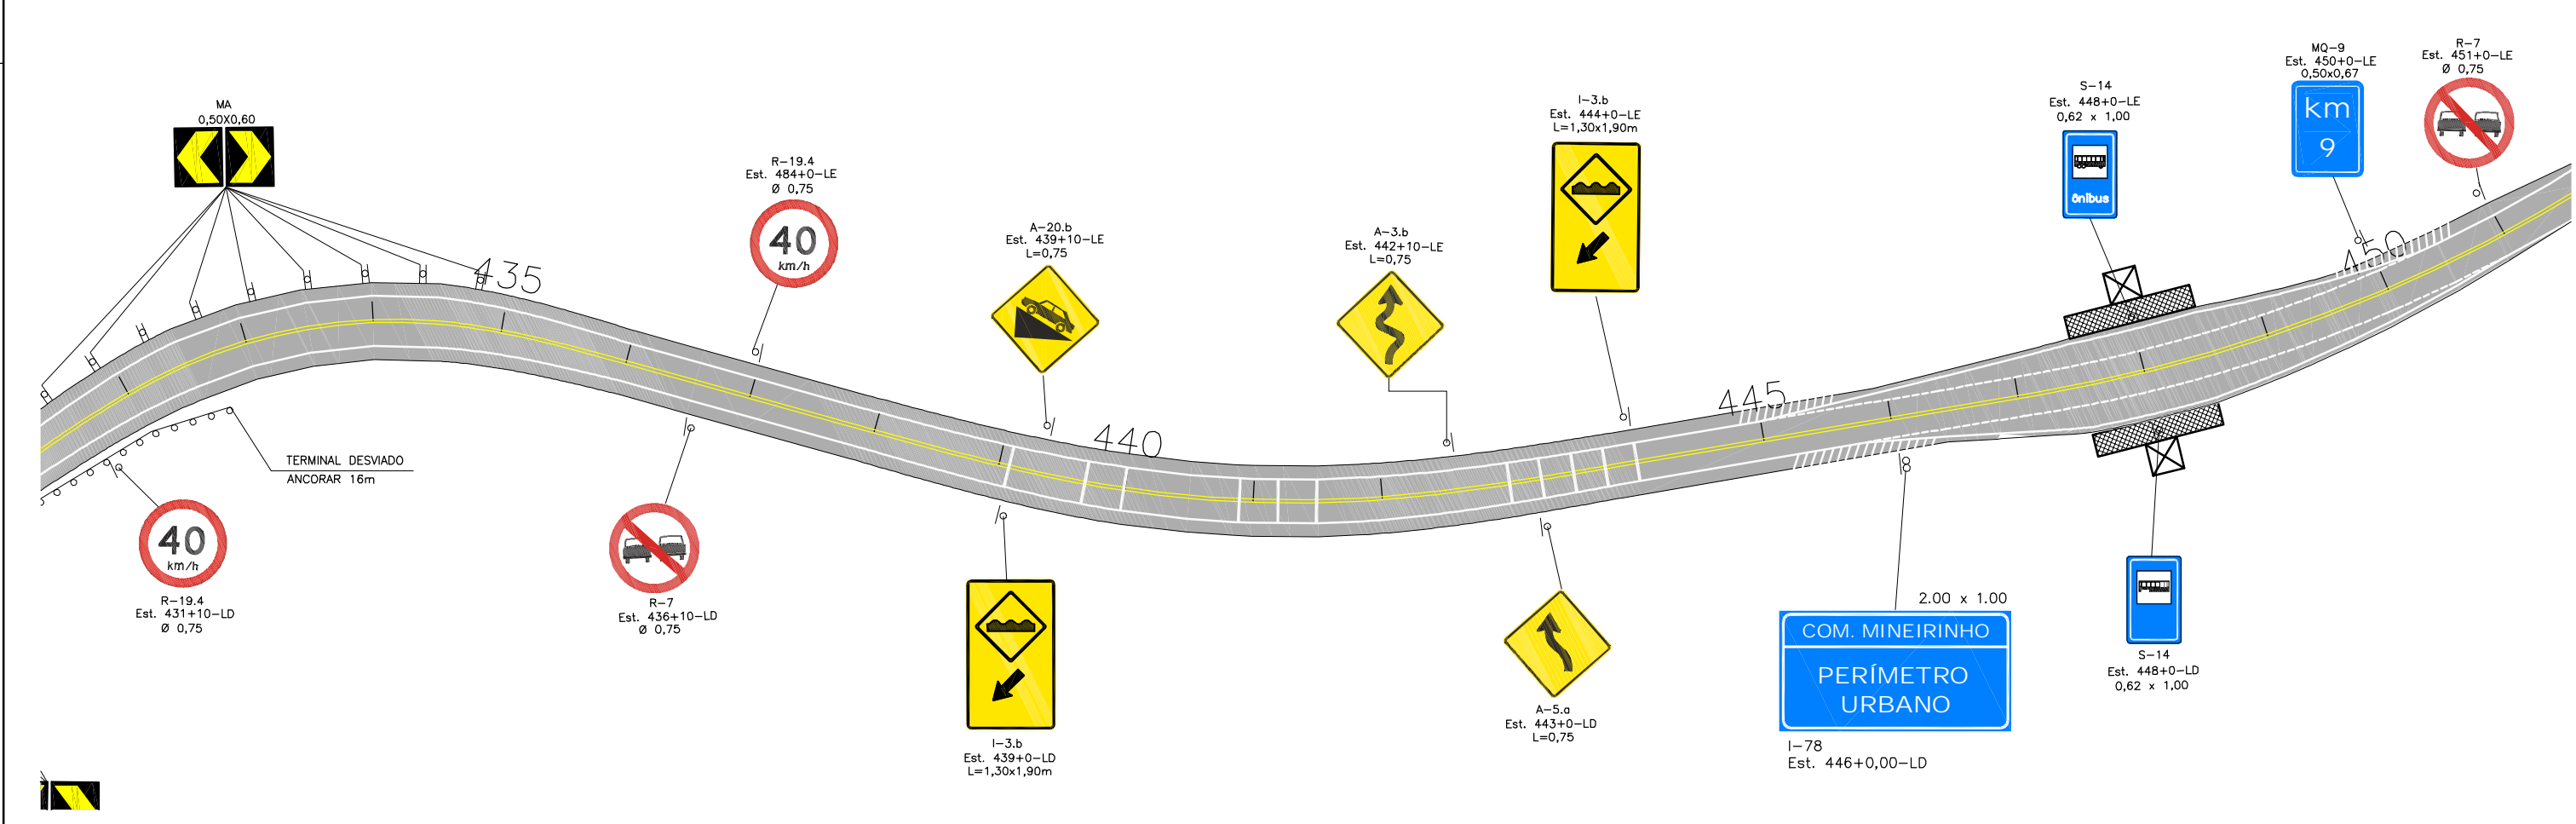 MA
0,50X0,60
435
R-19.4
Est. 484+0-LE
Ø 0,75
40
km/h
A-20.b
Est. 439+10-LE
L=0,75
440
A-3.b
Est. 442+10-LE
L=0,75
I-3.b
Est. 444+0-LE
L=1,30x1,90m
445
S-14
Est. 448+0-LE
0,62 x 1,00
ônibus
MQ-9
Est. 450+0-LE
0,50x0,67
km
9
450
R-7
Est. 451+0-LE
Ø 0,75
TERMINAL DESVIADO
ANCORAR 16m
40
km/h
R-19.4
Est. 431+10-LD
Ø 0,75
R-7
Est. 436+10-LD
Ø 0,75
I-3.b
Est. 439+0-LD
L=1,30x1,90m
A-5.a
Est. 443+0-LD
L=0,75
2.00 x 1.00
COM. MINEIRINHO
PERÍMETRO
URBANO
I-78
Est. 446+0,00-LD
S-14
Est. 448+0-LD
0,62 x 1,00